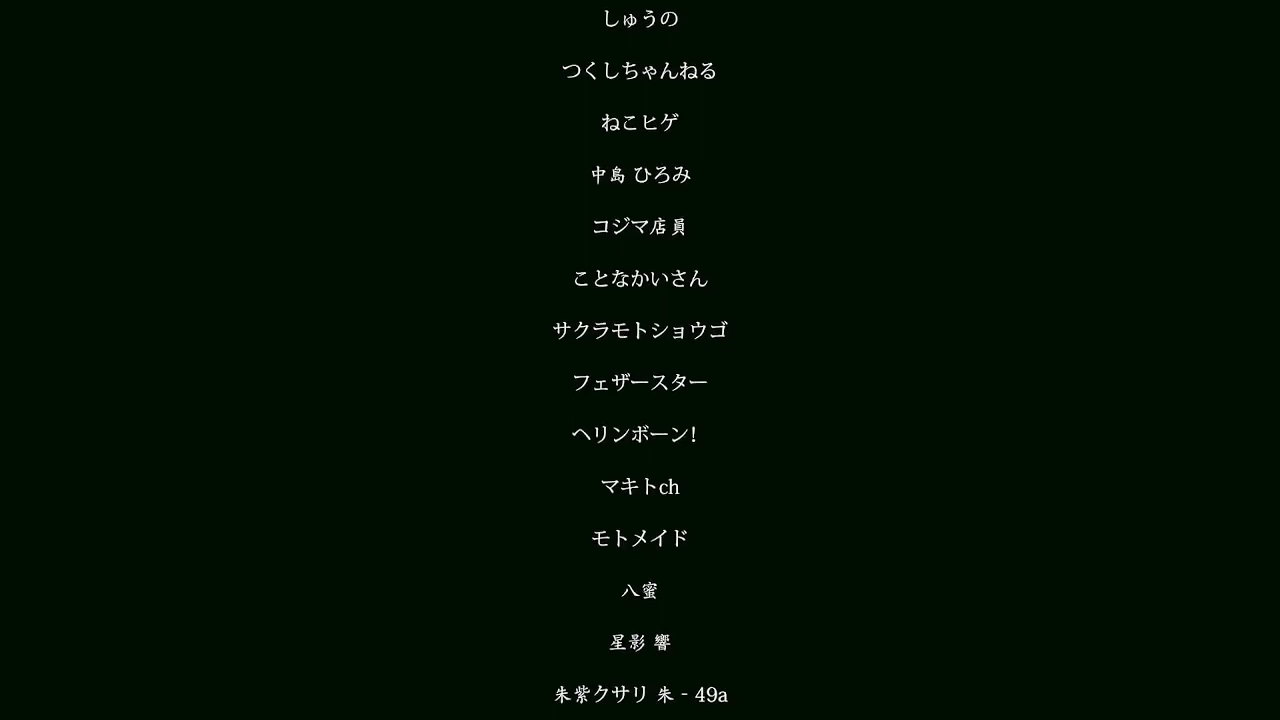 しゅうの
つくしちゃんねる
ねこヒゲ
中島 ひろみ
コジマ店員
ことなかいさん
サクラモトショウゴ
フェザースター
ヘリンボーン！
マキトch
モトメイド
八蜜
星影 響
朱紫クサリ 朱‐49a